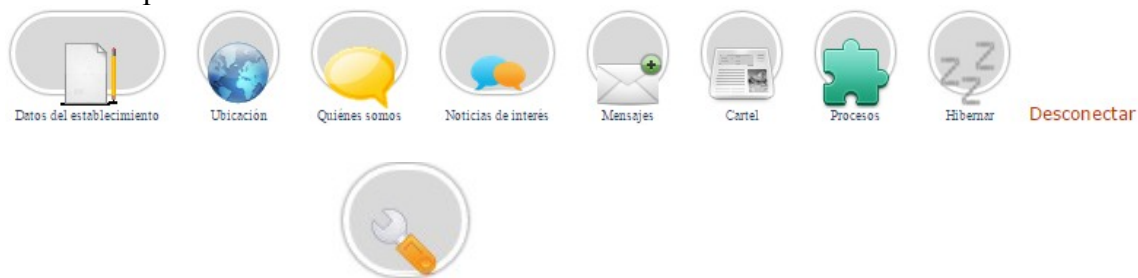 Datos del establecimiento Ubicación Quiénes somos Noticias de interés Mensajes Cartel Procesos Hibernar Desconectar